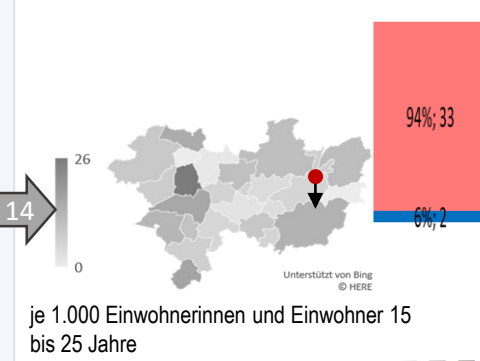 94%; 33
26
14
6%; 2
0
Unterstützt von Bing
© HERE
je 1.000 Einwohnerinnen und Einwohner 15
bis 25 Jahre